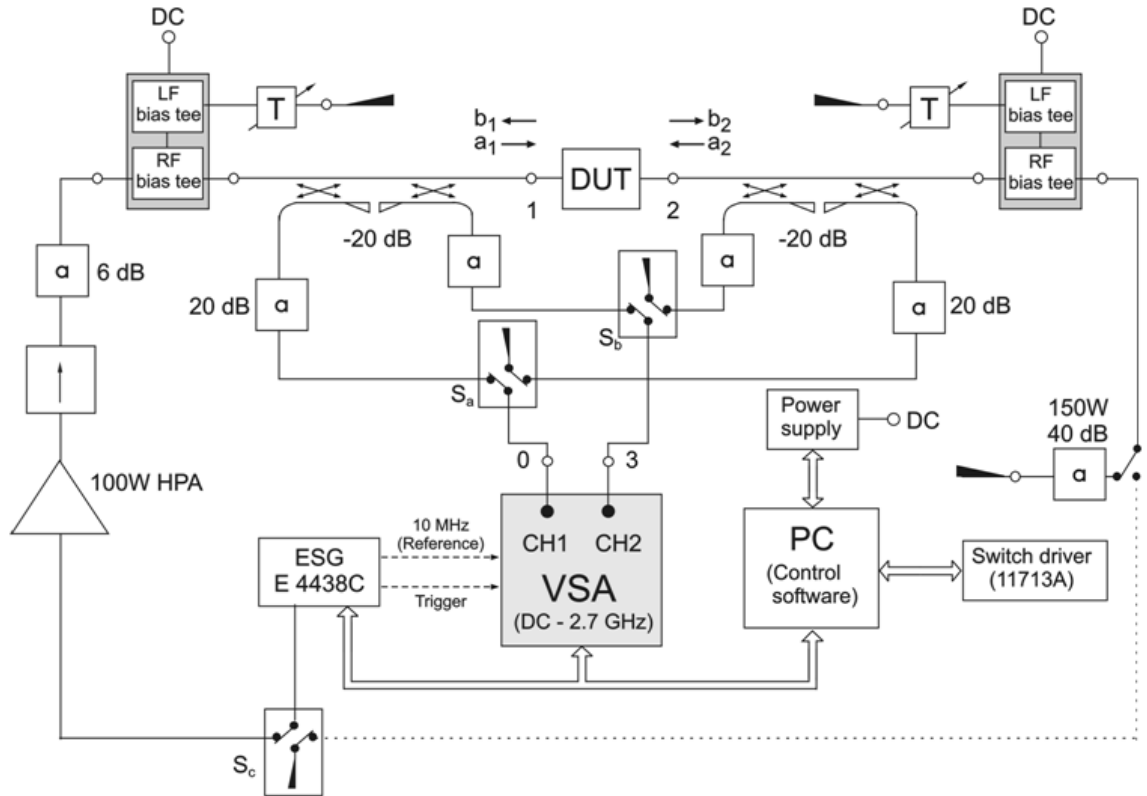 DC
DC
LF
bias tee
T
RF
bias tee
b1
a1
DUT
b2
a2
1
2
T
LF
bias tee
RF
bias tee
-20 dB
-20 dB
a
6 dB
a
a
20 dB
a
a
20 dB
Sb
Sa
Power
supply
DC
150W
40 dB
a
100W HPA
0
3
10 MHz
(Reference)
Trigger
ESG
E 4438C
CH1
CH2
VSA
(DC - 2.7 GHz)
PC
(Control
software)
Switch driver
(11713A)
Sc